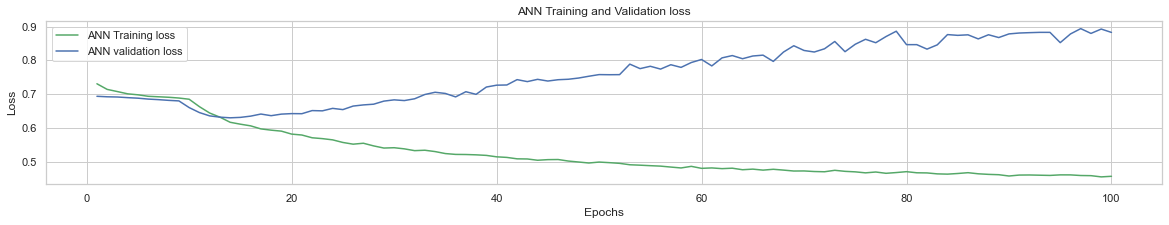 ANN Training and Validation loss
ANN Training loss
ANN validation loss
Loss
0.9
0.8
0.7
0.6
0.5
0 20 40 60 80 100
Epochs